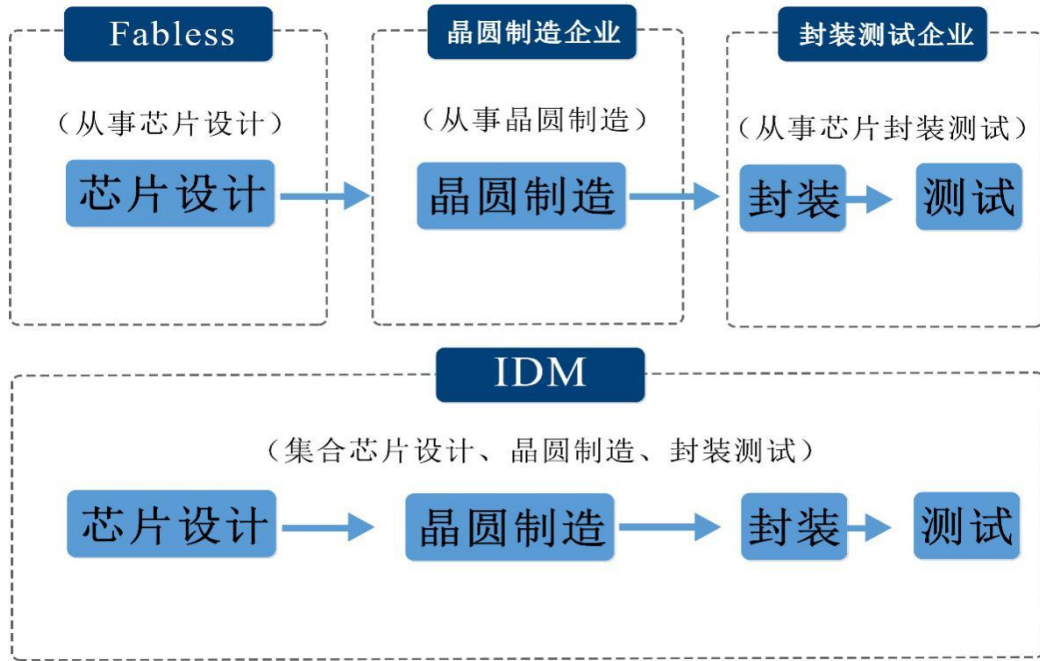 Fabless
晶圆制造企业
封装测试企业
（从事芯片设计）
（从事晶圆制造）
（从事芯片封装测试）
芯片设计
晶圆制造
封装
测试
IDM
（集合芯片设计、晶圆制造、封装测试）
芯片设计
晶圆制造
封装
测试